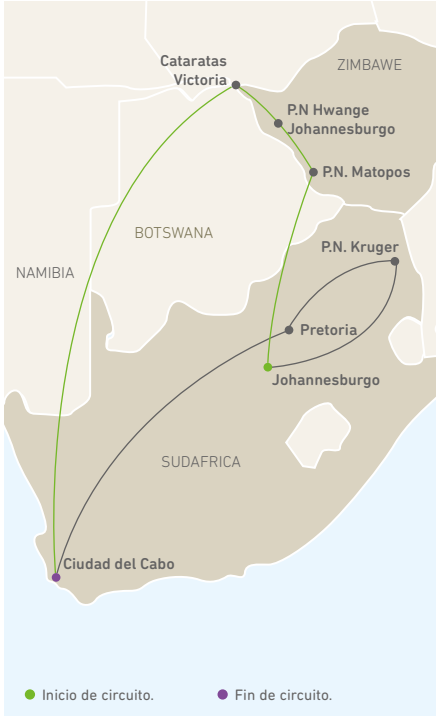 Cataratas
Victoria
ZIMBAWE
P.N Hwange
Johannesburgo
P.N. Matopos
BOTSWANA
P.N. Kruger
NAMIBIA
Pretoria
Johannesburgo
SUDAFRICA
Ciudad del Cabo
Inicio de circuito.
Fin de circuito.